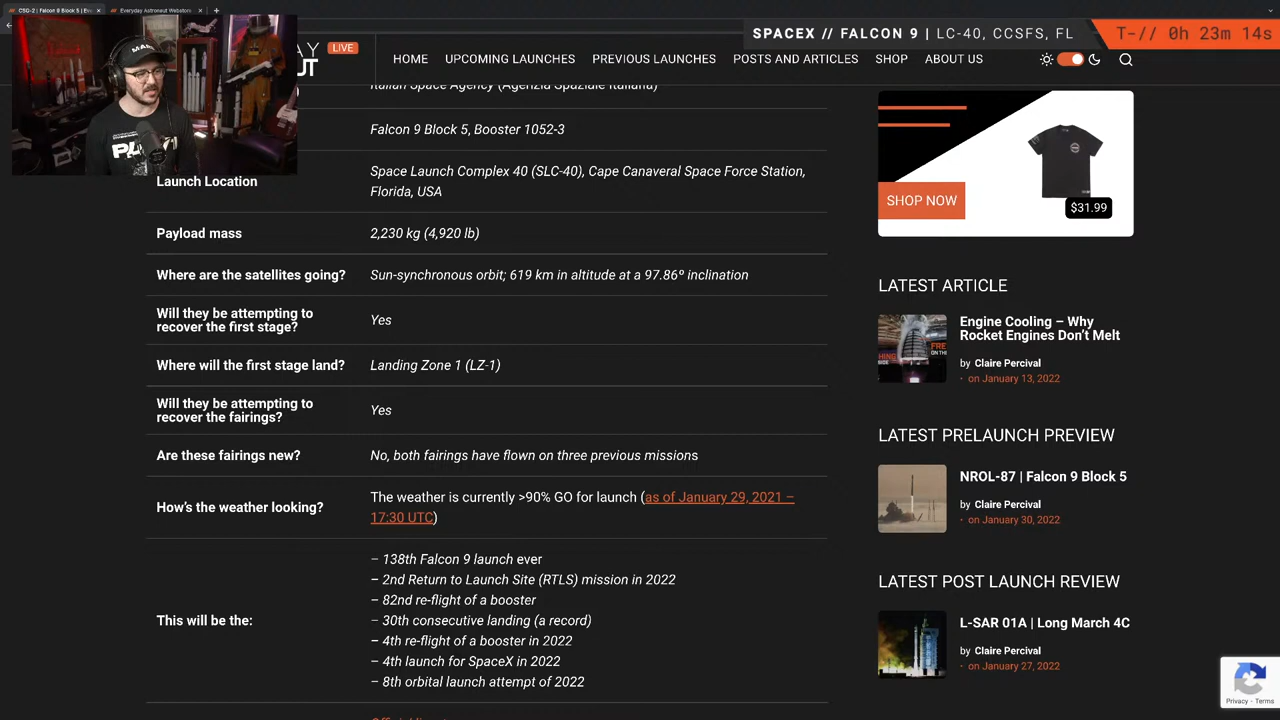 CSG-2 | Falcon 9 Block 5 |
Everyday Astronaut Webstore
SPACEX // FALCON 9 | LC-40, CCSFS, FL
T-// 0h 23m 14s
LIVE
HOME
UPCOMING LAUNCHES
PREVIOUS LAUNCHES
POSTS AND ARTICLES
SHOP
ABOUT US
Italian Space Agency (Agenzia Spaziale Italiana)
Falcon 9 Block 5, Booster 1052-3
Launch Location
Space Launch Complex 40 (SLC-40), Cape Canaveral Space Force Station,
Florida, USA
Payload mass
2,230 kg (4,920 lb)
Where are the satellites going?
Sun-synchronous orbit; 619 km in altitude at a 97.86º inclination
Will they be attempting to
recover the first stage?
Yes
Where will the first stage land?
Landing Zone 1 (LZ-1)
Will they be attempting to
recover the fairings?
Yes
Are these fairings new?
No, both fairings have flown on three previous missions
How's the weather looking?
The weather is currently >90% GO for launch (as of January 29, 2021 –
17:30 UTC)
This will be the:
– 138th Falcon 9 launch ever
– 2nd Return to Launch Site (RTLS) mission in 2022
– 82nd re-flight of a booster
– 30th consecutive landing (a record)
– 4th re-flight of a booster in 2022
– 4th launch for SpaceX in 2022
– 8th orbital launch attempt of 2022
SHOP NOW
$31.99
LATEST ARTICLE
Engine Cooling – Why
Rocket Engines Don't Melt
by Claire Percival
· on January 13, 2022
LATEST PRELAUNCH PREVIEW
NROL-87 | Falcon 9 Block 5
by Claire Percival
· on January 30, 2022
LATEST POST LAUNCH REVIEW
L-SAR 01A | Long March 4C
by Claire Percival
· on January 27, 2022
Privacy - Terms